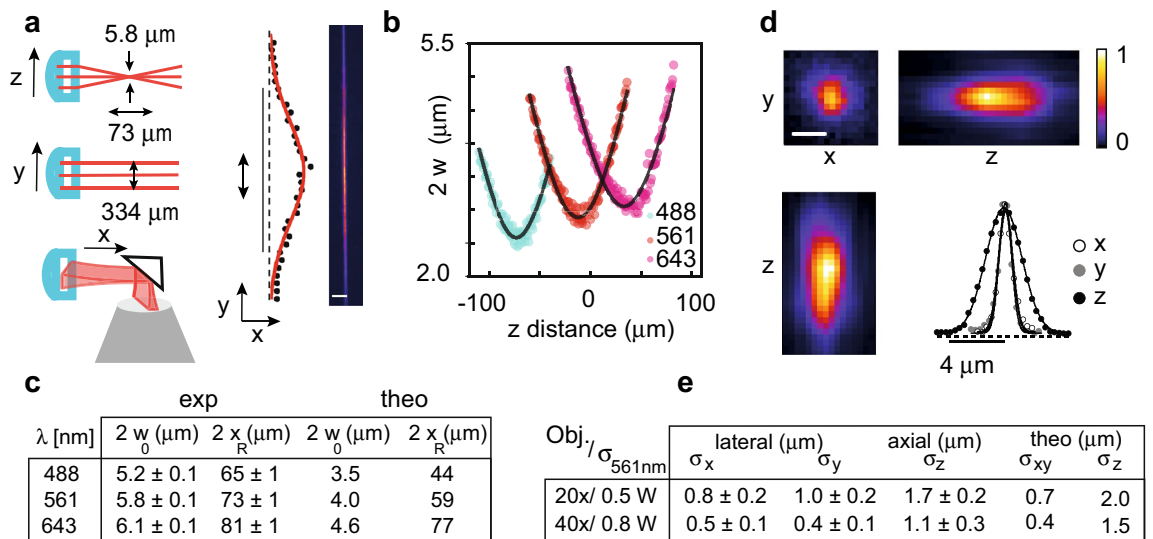 a
5.8 μm
z
73 μm
y
334 μm
x
y
x
b
5.5
2 w (μm)
2.0
488
561
643
-100
0
100
z distance (μm)
d
y
x
z
1
0
z
x
y
z
4 μm
c
exp theo
λ [nm] 2 w0 (μm) 2 xR (μm) 2 w0 (μm) 2 xR (μm)
488 5.2 ± 0.1 65 ± 1 3.5 44
561 5.8 ± 0.1 73 ± 1 4.0 59
643 6.1 ± 0.1 81 ± 1 4.6 77
e
Obj./σ561nm lateral (μm) axial (μm) theo (μm)
σx σy σz σxy σz
20x/ 0.5 W 0.8 ± 0.2 1.0 ± 0.2 1.7 ± 0.2 0.7 2.0
40x/ 0.8 W 0.5 ± 0.1 0.4 ± 0.1 1.1 ± 0.3 0.4 1.5